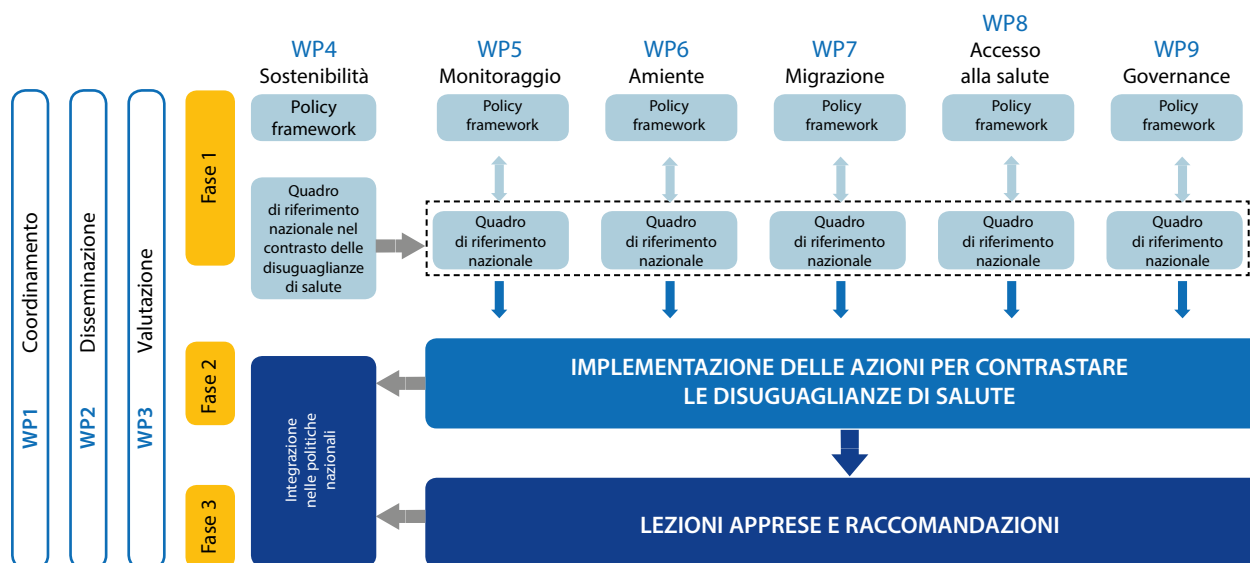 WP4
Sostenibilità
WP5
Monitoraggio
WP6
Amiente
WP7
Migrazione
WP8
Accesso
alla salute
WP9
Governance
WP1 Coordinamento
WP2 Disseminazione
WP3 Valutazione
Fase 1
Policy
framework
Policy
framework
Policy
framework
Policy
framework
Policy
framework
Policy
framework
Quadro
di riferimento
nazionale nel
contrasto delle
disuguaglianze
di salute
Quadro
di riferimento
nazionale
Quadro
di riferimento
nazionale
Quadro
di riferimento
nazionale
Quadro
di riferimento
nazionale
Quadro
di riferimento
nazionale
Fase 2
IMPLEMENTAZIONE DELLE AZIONI PER CONTRASTARE
LE DISUGUAGLIANZE DI SALUTE
Integrazione
nelle politiche
nazionali
Fase 3
LEZIONI APPRESE E RACCOMANDAZIONI